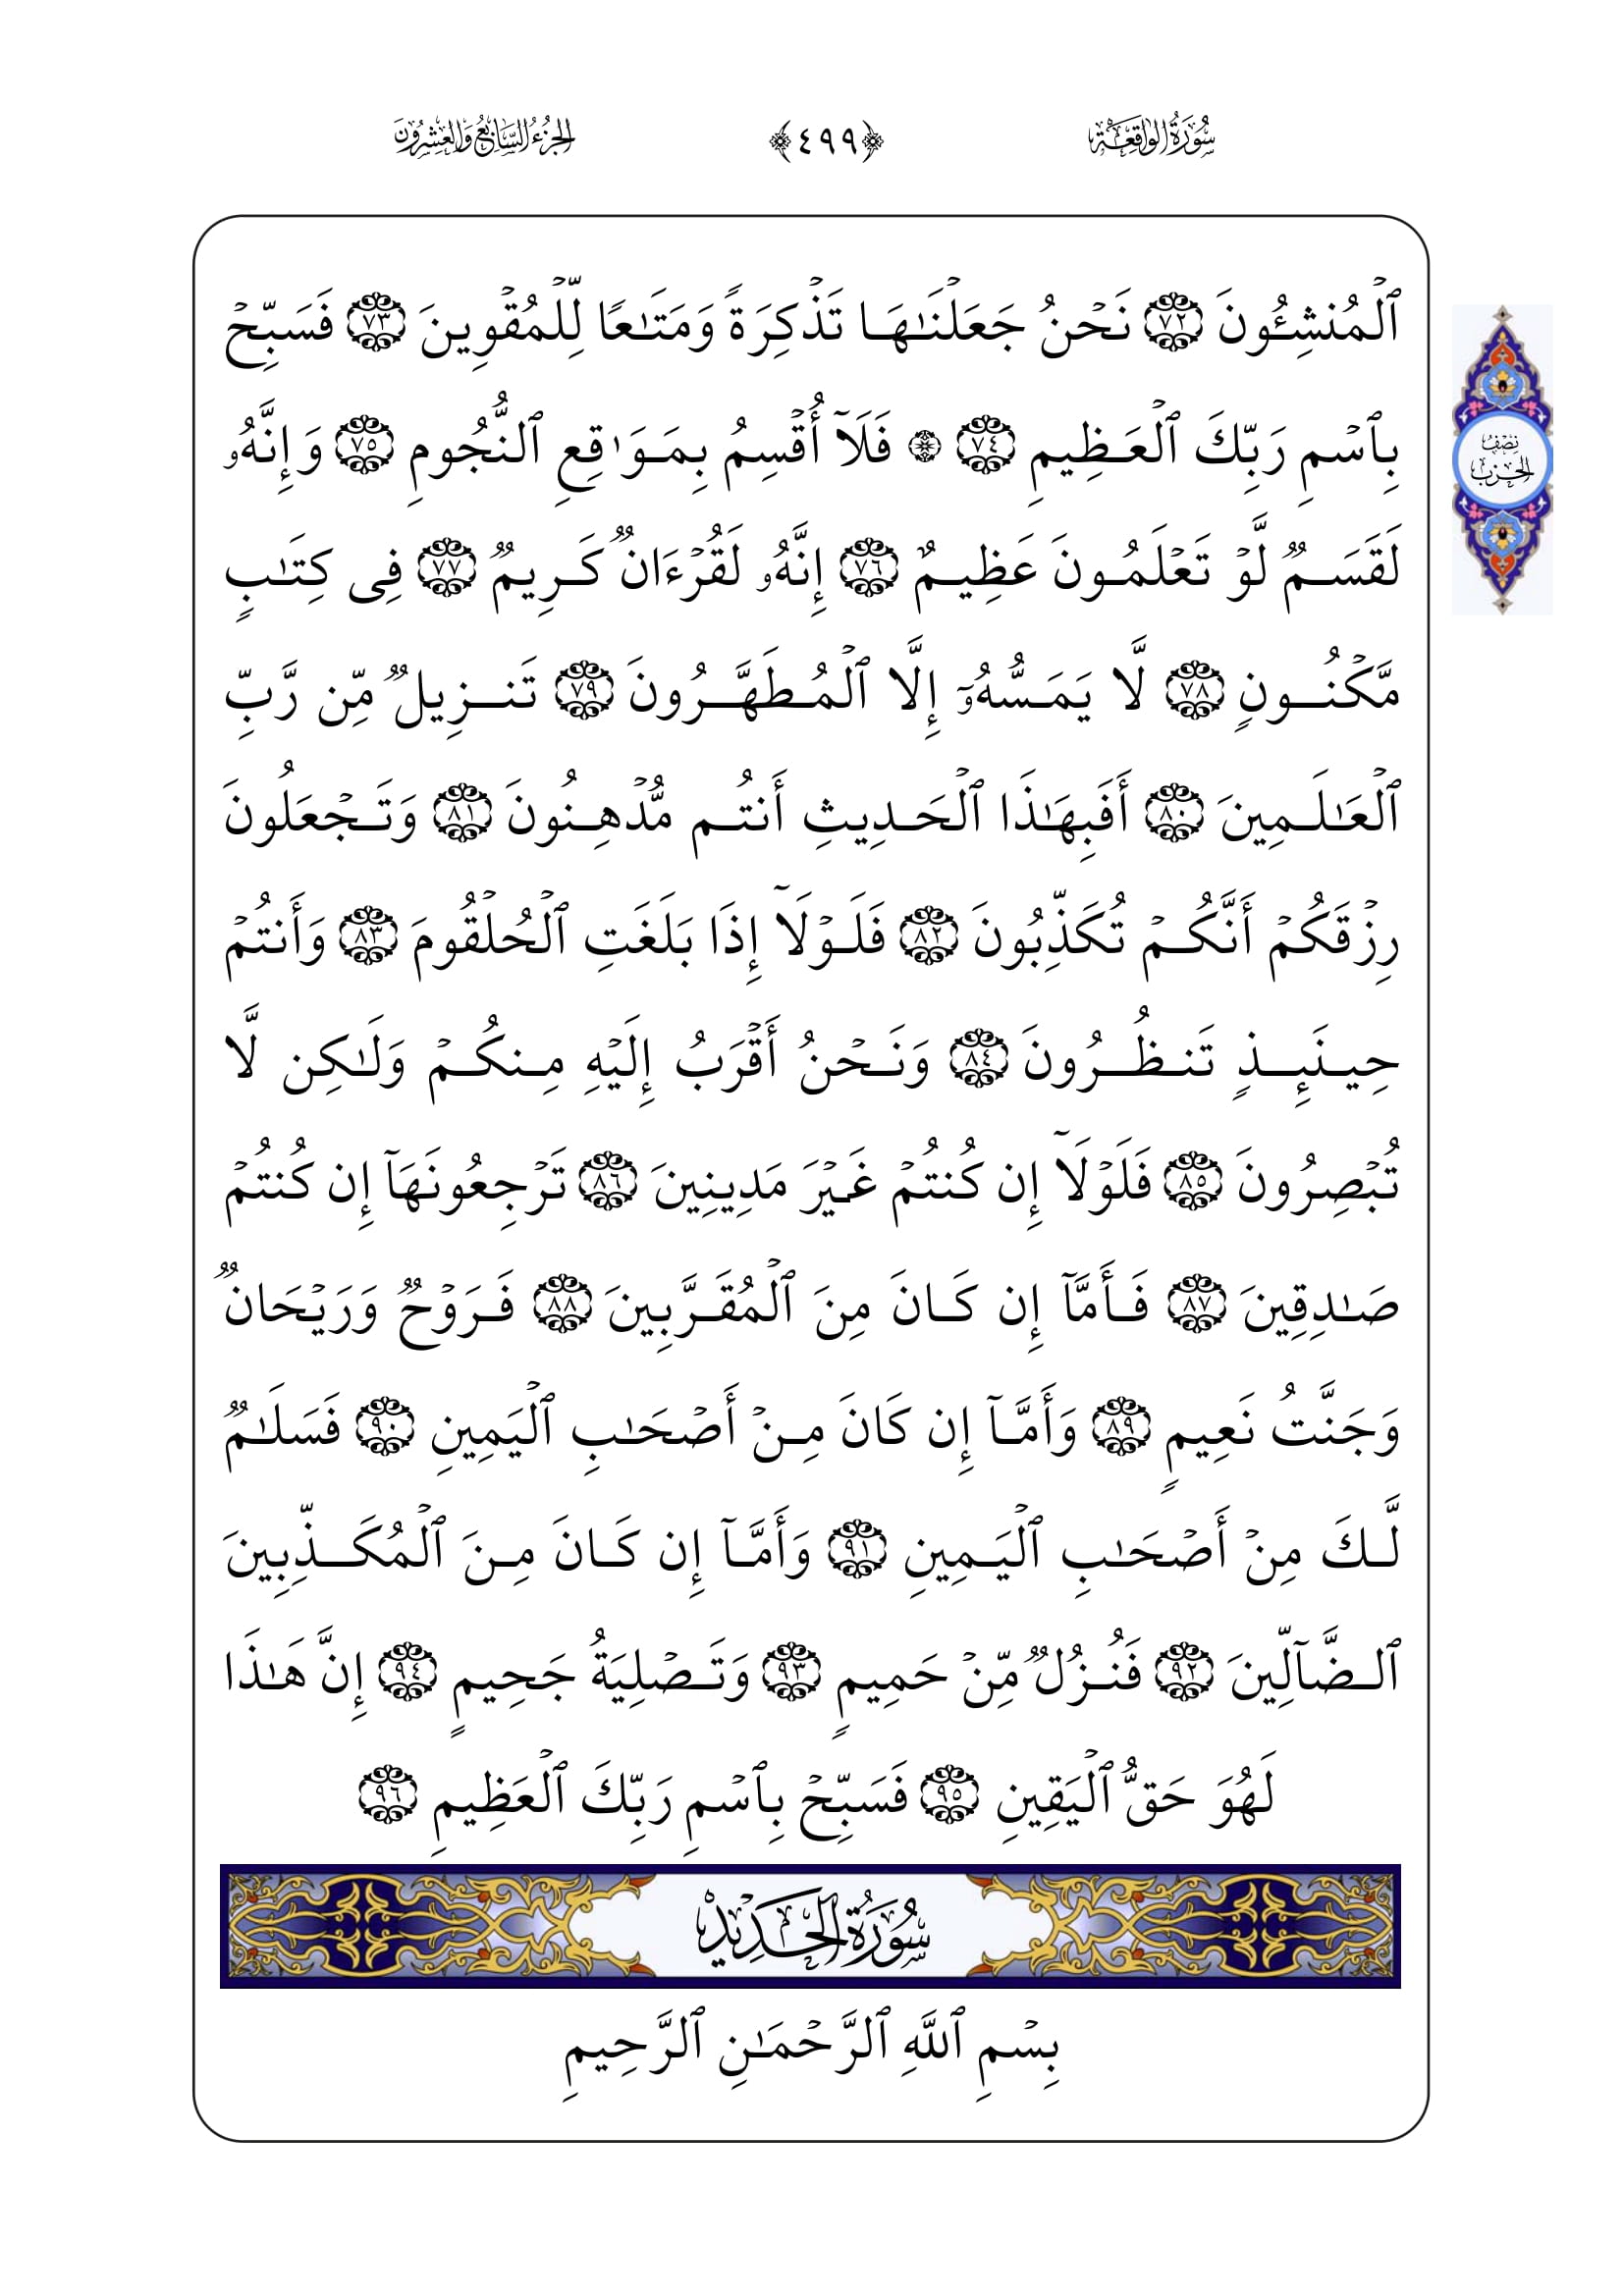 سُورَةُ الوَاقِعَة ﴿٤٩٩﴾ الجُزْءُ السَّابِعُ وَالعِشْرُونَ
ٱلۡمُنشِـُٔونَ ٧٢ نَحۡنُ جَعَلۡنَٰهَا تَذۡكِرَةً وَمَتَٰعًا لِّلۡمُقۡوِينَ ٧٣ فَسَبِّحۡ
بِٱسۡمِ رَبِّكَ ٱلۡعَظِيمِ ٧٤ ۞ فَلَآ أُقۡسِمُ بِمَوَٰقِعِ ٱلنُّجُومِ ٧٥ وَإِنَّهُۥ
نِصْفُ الحِزْب
لَقَسَمٞ لَّوۡ تَعۡلَمُونَ عَظِيمٌ ٧٦ إِنَّهُۥ لَقُرۡءَانٞ كَرِيمٞ ٧٧ فِي كِتَٰبٖ
مَّكۡنُونٖ ٧٨ لَّا يَمَسُّهُۥٓ إِلَّا ٱلۡمُطَهَّرُونَ ٧٩ تَنزِيلٞ مِّن رَّبِّ
ٱلۡعَٰلَمِينَ ٨٠ أَفَبِهَٰذَا ٱلۡحَدِيثِ أَنتُم مُّدۡهِنُونَ ٨١ وَتَجۡعَلُونَ
رِزۡقَكُمۡ أَنَّكُمۡ تُكَذِّبُونَ ٨٢ فَلَوۡلَآ إِذَا بَلَغَتِ ٱلۡحُلۡقُومَ ٨٣ وَأَنتُمۡ
حِينَئِذٖ تَنظُرُونَ ٨٤ وَنَحۡنُ أَقۡرَبُ إِلَيۡهِ مِنكُمۡ وَلَٰكِن لَّا
تُبۡصِرُونَ ٨٥ فَلَوۡلَآ إِن كُنتُمۡ غَيۡرَ مَدِينِينَ ٨٦ تَرۡجِعُونَهَآ إِن كُنتُمۡ
صَٰدِقِينَ ٨٧ فَأَمَّآ إِن كَانَ مِنَ ٱلۡمُقَرَّبِينَ ٨٨ فَرَوۡحٞ وَرَيۡحَانٞ
وَجَنَّتُ نَعِيمٖ ٨٩ وَأَمَّآ إِن كَانَ مِنۡ أَصۡحَٰبِ ٱلۡيَمِينِ ٩٠ فَسَلَٰمٞ
لَّكَ مِنۡ أَصۡحَٰبِ ٱلۡيَمِينِ ٩١ وَأَمَّآ إِن كَانَ مِنَ ٱلۡمُكَذِّبِينَ
ٱلضَّآلِّينَ ٩٢ فَنُزُلٞ مِّنۡ حَمِيمٖ ٩٣ وَتَصۡلِيَةُ جَحِيمٍ ٩٤ إِنَّ هَٰذَا
لَهُوَ حَقُّ ٱلۡيَقِينِ ٩٥ فَسَبِّحۡ بِٱسۡمِ رَبِّكَ ٱلۡعَظِيمِ ٩٦
سُورَةُ الحَدِيدِ
بِسۡمِ ٱللَّهِ ٱلرَّحۡمَٰنِ ٱلرَّحِيمِ